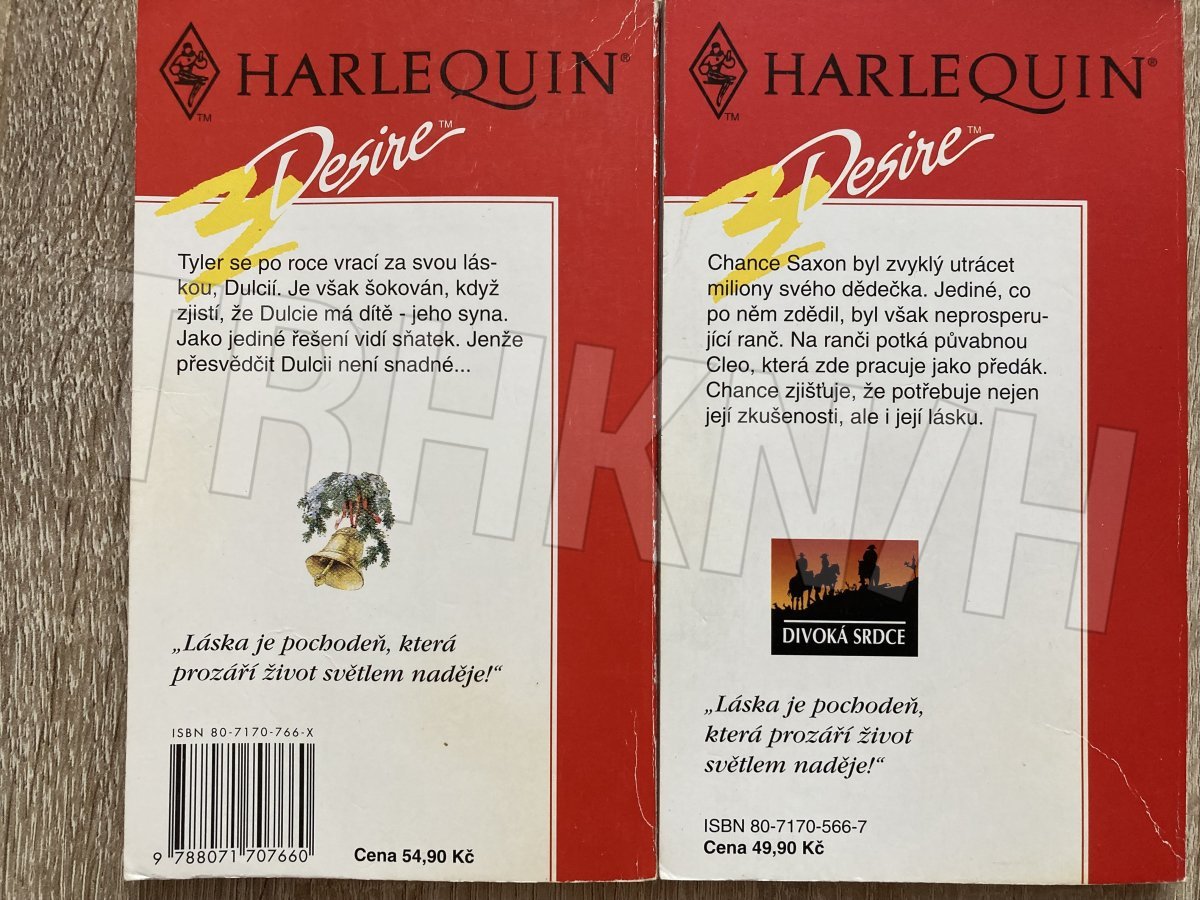 HARLEQUIN®
TM
Desire™
Tyler se po roce vrací za svou lás-
kou, Dulcií. Je však šokován, když
zjistí, že Dulcie má dítě - jeho syna.
Jako jediné řešení vidí sňatek. Jenže
přesvědčit Dulcii není snadné...
„Láska je pochodeň, která
prozáří život světlem naděje!“
ISBN 80-7170-766-X
9 788071 707660
Cena 54,90 Kč
HARLEQUIN®
TM
Desire™
Chance Saxon byl zvyklý utrácet
miliony svého dědečka. Jediné, co
po něm zdědil, byl však neprosperu-
jící ranč. Na ranči potká půvabnou
Cleo, která zde pracuje jako předák.
Chance zjišťuje, že potřebuje nejen
její zkušenosti, ale i její lásku.
DIVOKÁ SRDCE
„Láska je pochodeň,
která prozáří život
světlem naděje!“
ISBN 80-7170-566-7
Cena 49,90 Kč
TRHKNIH